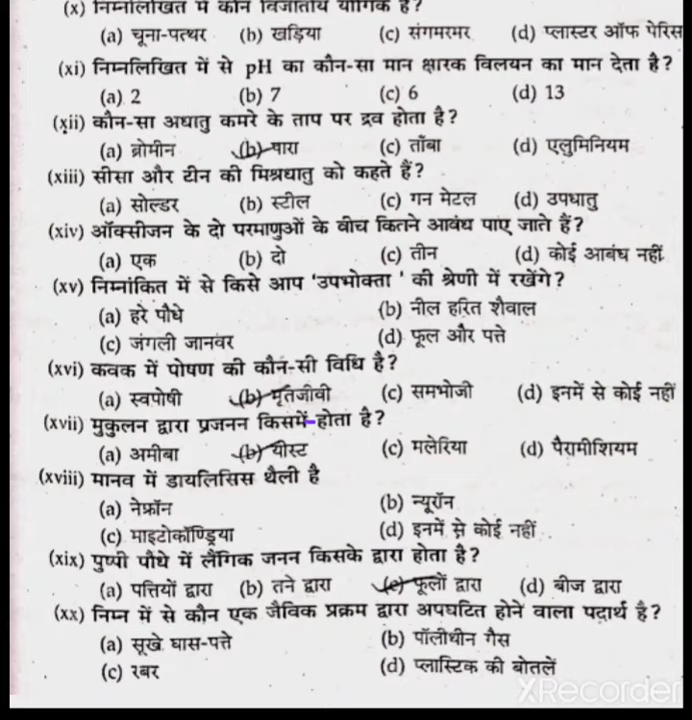 (x) निम्नलिखित में कौन विजातीय यौगिक है?
(a) चूना-पत्थर (b) खड़िया (c) संगमरमर (d) प्लास्टर ऑफ पेरिस
(xi) निम्नलिखित में से pH का कौन-सा मान क्षारक विलयन का मान देता है?
(a) 2 (b) 7 (c) 6 (d) 13
(xii) कौन-सा अधातु कमरे के ताप पर द्रव होता है?
(a) ब्रोमीन (b) पारा (c) ताँबा (d) एलुमिनियम
(xiii) सीसा और टीन की मिश्रधातु को कहते हैं?
(a) सोल्डर (b) स्टील (c) गन मेटल (d) उपधातु
(xiv) ऑक्सीजन के दो परमाणुओं के बीच कितने आबंध पाए जाते हैं?
(a) एक (b) दो (c) तीन (d) कोई आबंध नहीं
(xv) निम्नांकित में से किसे आप 'उपभोक्ता ' की श्रेणी में रखेंगे?
(a) हरे पौधे (b) नील हरित शैवाल
(c) जंगली जानवर (d) फूल और पत्ते
(xvi) कवक में पोषण की कौन-सी विधि है?
(a) स्वपोषी (b) मृतजीवी (c) समभोजी (d) इनमें से कोई नहीं
(xvii) मुकुलन द्वारा प्रजनन किसमें होता है?
(a) अमीबा (b) यीस्ट (c) मलेरिया (d) पैरामीशियम
(xviii) मानव में डायलिसिस थैली है
(a) नेफ्रॉन (b) न्यूरॉन
(c) माइटोकॉण्ड्रिया (d) इनमें से कोई नहीं
(xix) पुष्पी पौधे में लैंगिक जनन किसके द्वारा होता है?
(a) पत्तियों द्वारा (b) तने द्वारा (c) फूलों द्वारा (d) बीज द्वारा
(xx) निम्न में से कौन एक जैविक प्रक्रम द्वारा अपघटित होने वाला पदार्थ है?
(a) सूखे घास-पत्ते (b) पॉलीथीन गैस
(c) रबर (d) प्लास्टिक की बोतलें
XRecorder